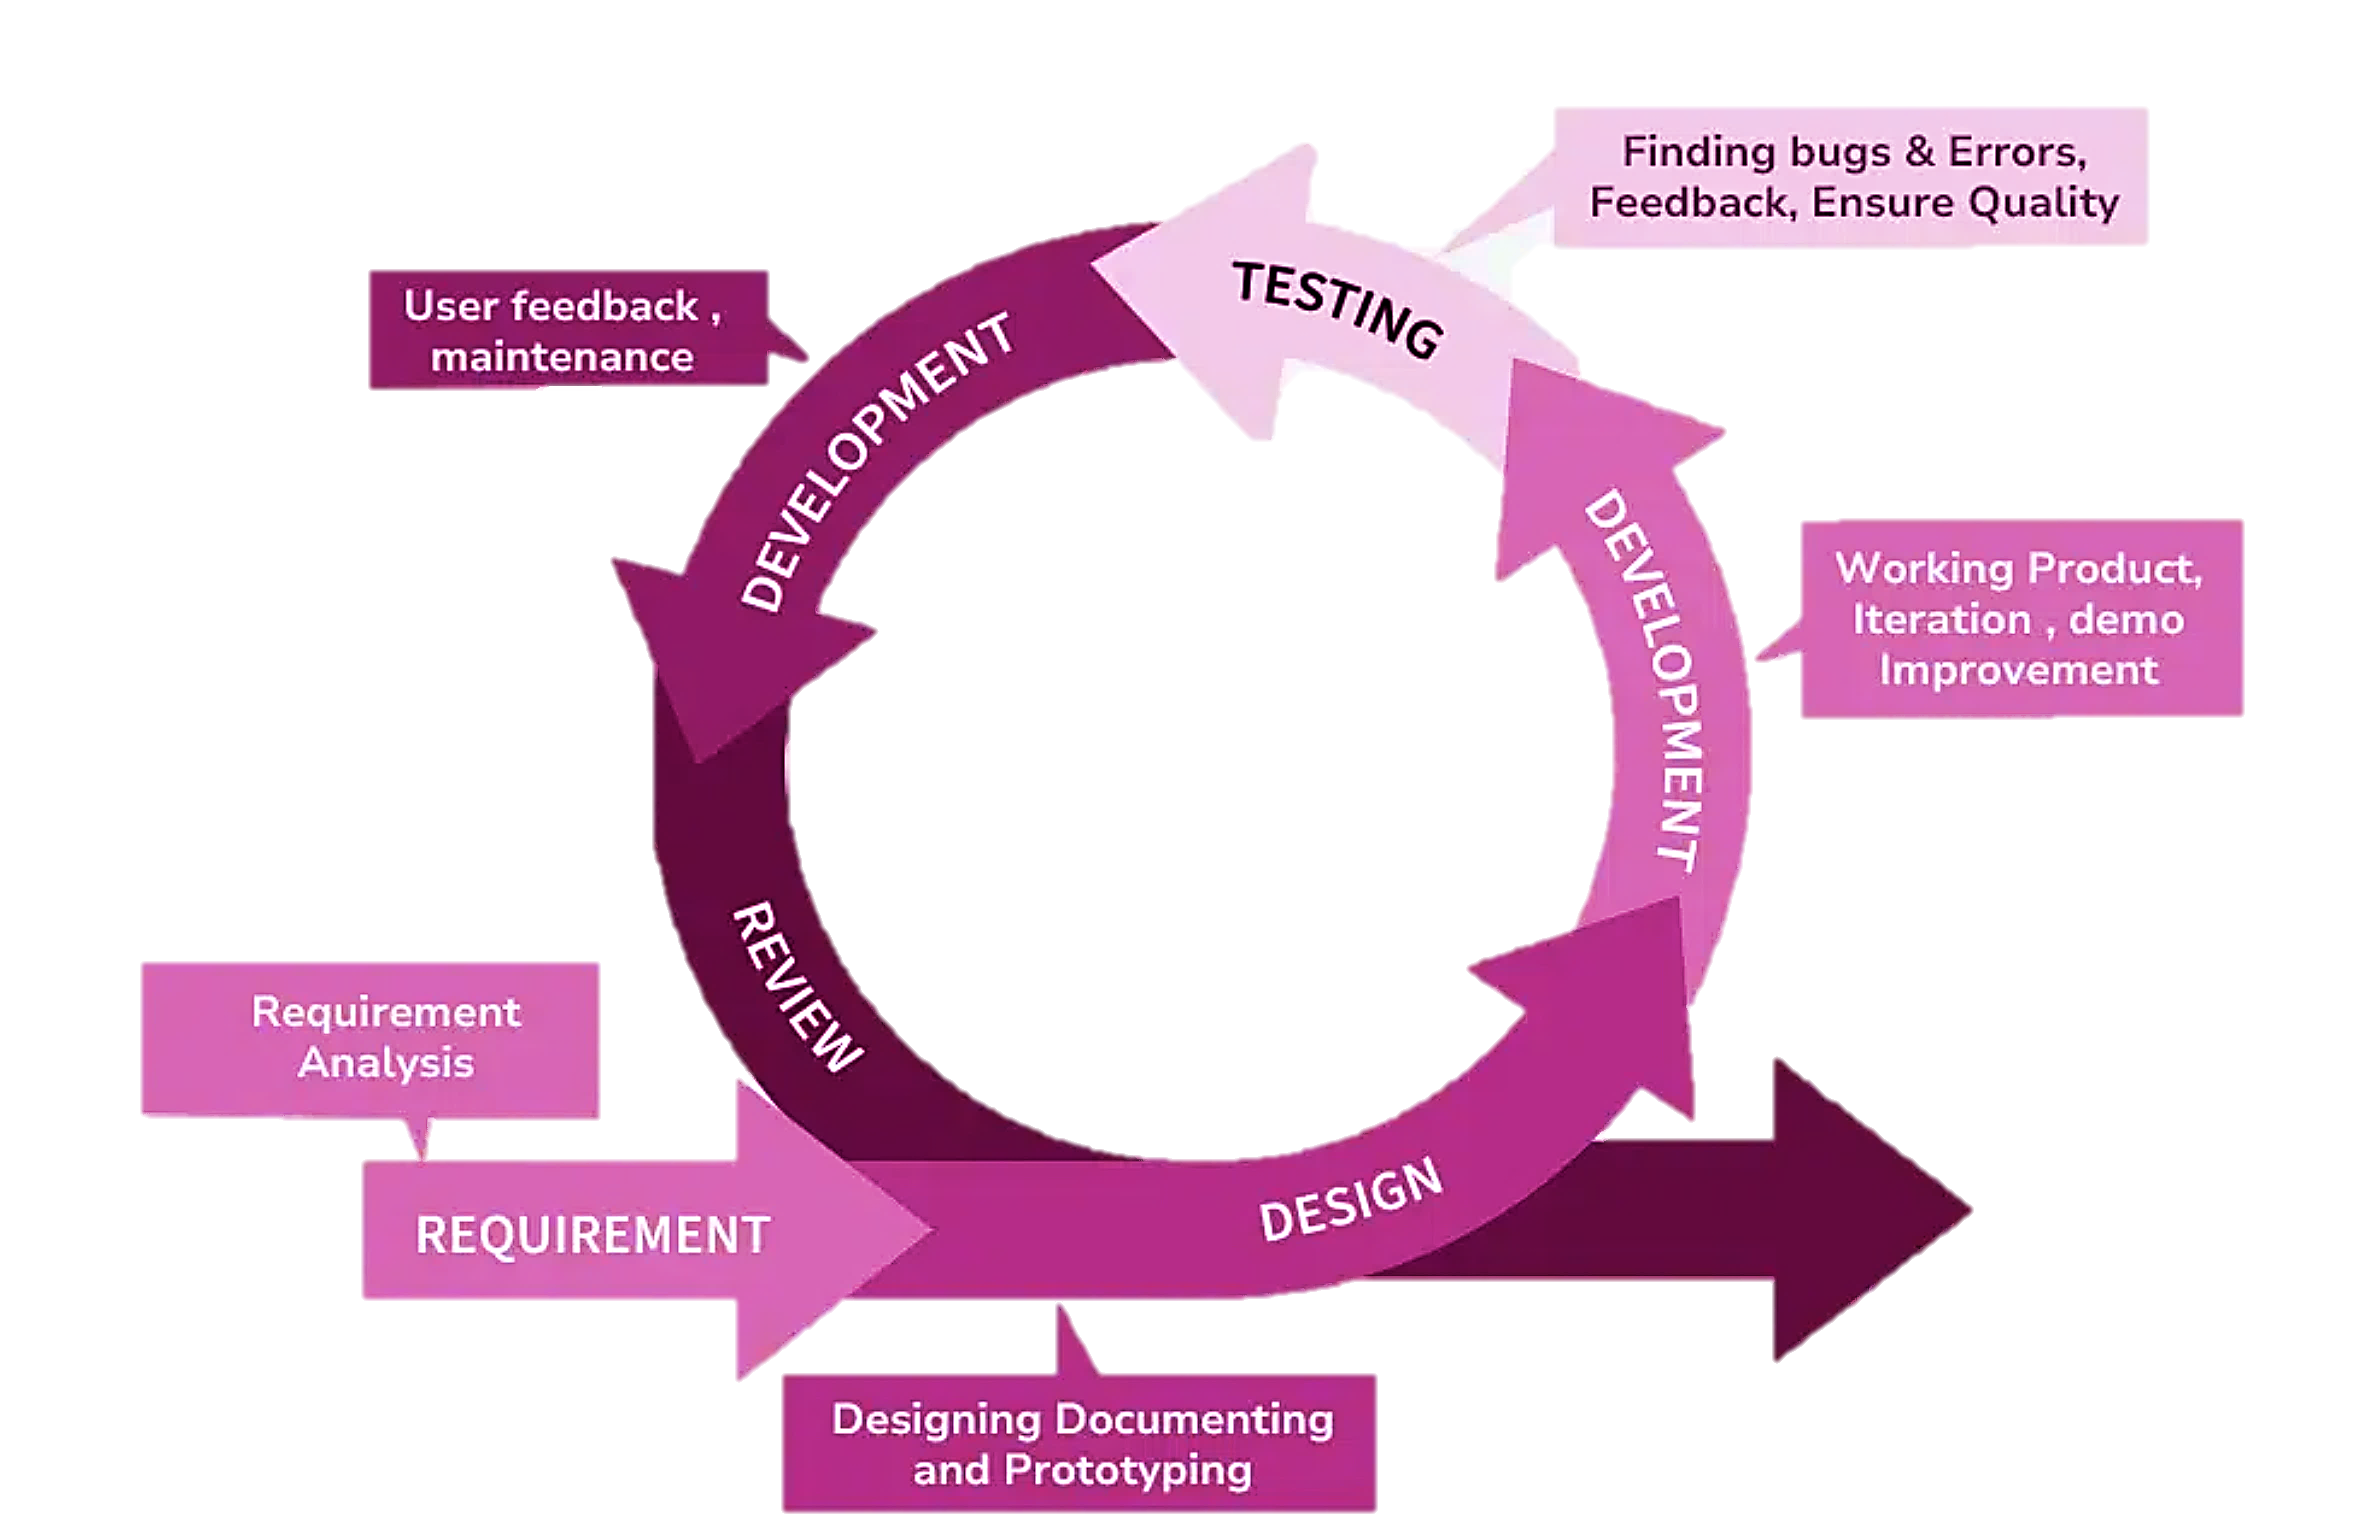 Finding bugs & Errors,
Feedback, Ensure Quality
TESTING
User feedback ,
maintenance
DEVELOPMENT
DEVELOPMENT
Working Product,
Iteration , demo
Improvement
REVIEW
Requirement
Analysis
REQUIREMENT
DESIGN
Designing Documenting
and Prototyping